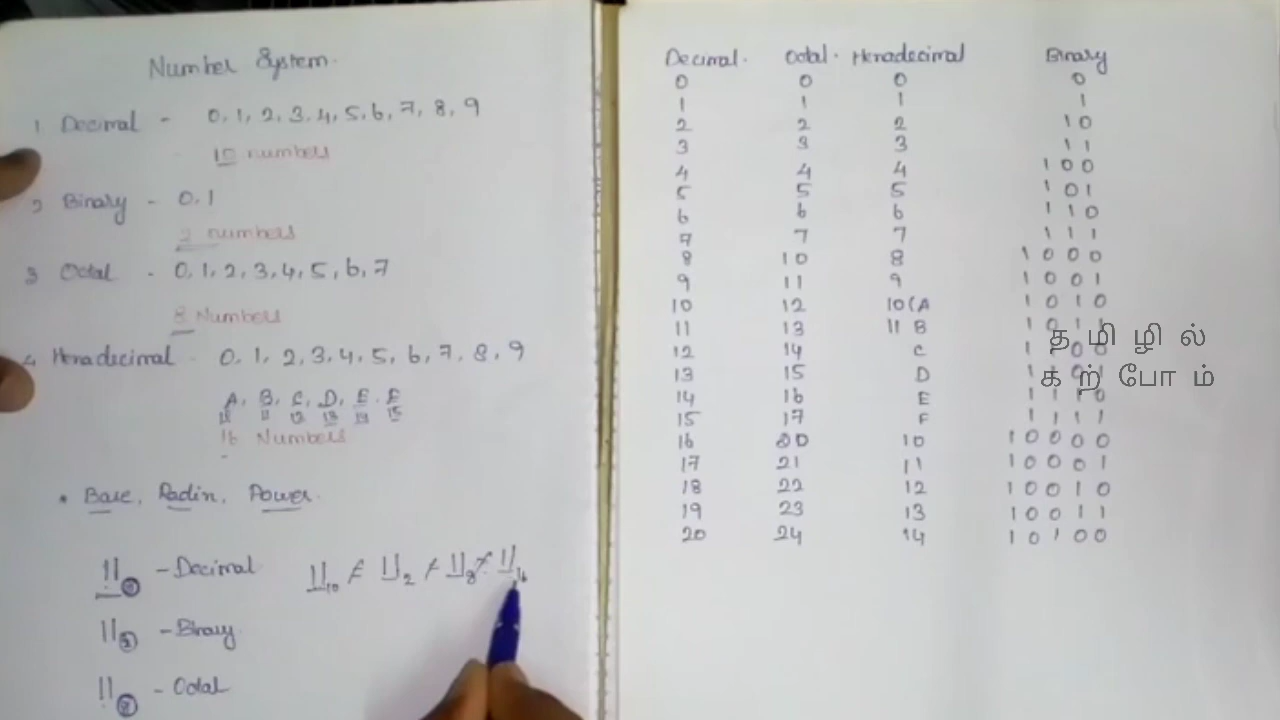 Number System.
1 Decimal - 0, 1, 2, 3, 4, 5, 6, 7, 8, 9
10 numbers
2 Binary - 0, 1
2 numbers
3 Octal - 0, 1, 2, 3, 4, 5, 6, 7
8 Numbers
4 Hexadecimal - 0, 1, 2, 3, 4, 5, 6, 7, 8, 9
A, B, C, D, E, F
10 11 12 13 14 15
16 Numbers
• Base, Radix, Power.
11₁₀ - Decimal 11₁₀ ≠ 11₂ ≠ 11₈ ≠ 11₁₆
11₂ - Binary
11₈ - Octal
Decimal. Octal. Hexadecimal Binary
0 0 0 0
1 1 1 1
2 2 2 10
3 3 3 11
4 4 4 100
5 5 5 101
6 6 6 110
7 7 7 111
8 10 8 1000
9 11 9 1001
10 12 10(A 1010
11 13 11 B 1011
12 14 C 1100
13 15 D 1101
14 16 E 1110
15 17 F 1111
16 20 10 10000
17 21 11 10001
18 22 12 10010
19 23 13 10011
20 24 14 10100
தமிழில்
கற்போம்